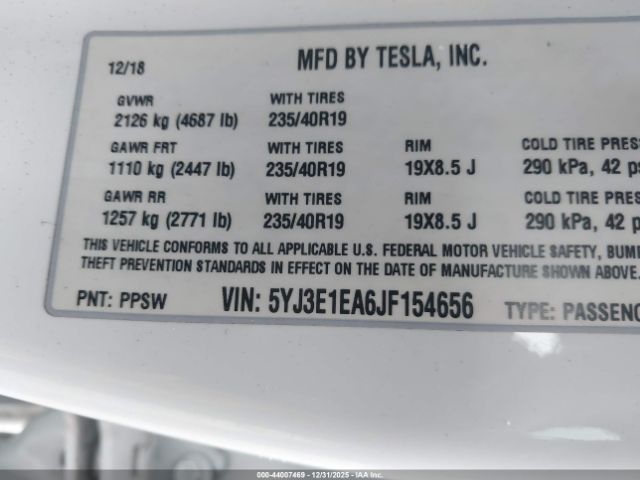 12/18 MFD BY TESLA, INC.
GVWR WITH TIRES
2126 kg (4687 lb) 235/40R19
GAWR FRT WITH TIRES RIM COLD TIRE PRES
1110 kg (2447 lb) 235/40R19 19X8.5 J 290 kPa, 42 ps
GAWR RR WITH TIRES RIM COLD TIRE PRES
1257 kg (2771 lb) 235/40R19 19X8.5 J 290 kPa, 42 p
THIS VEHICLE CONFORMS TO ALL APPLICABLE U.S. FEDERAL MOTOR VEHICLE SAFETY, BUM
THEFT PREVENTION STANDARDS IN EFFECT ON THE DATE OF MANUFACTURE SHOWN ABOVE.
PNT: PPSW VIN: 5YJ3E1EA6JF154656 TYPE: PASSENG
000-44007469 - 12/31/2025 - IAAI